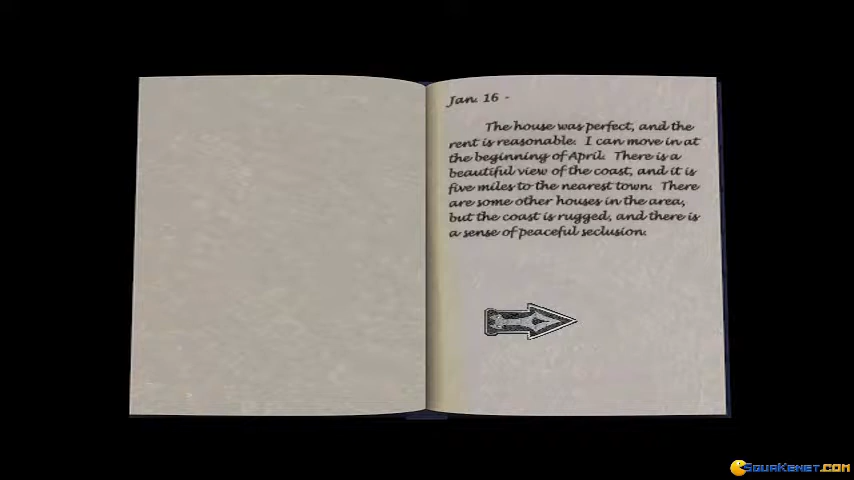 Jan. 16 -
The house was perfect, and the
rent is reasonable. I can move in at
the beginning of April. There is a
beautiful view of the coast, and it is
five miles to the nearest town. There
are some other houses in the area,
but the coast is rugged, and there is
a sense of peaceful seclusion.
SquaKeNet.com